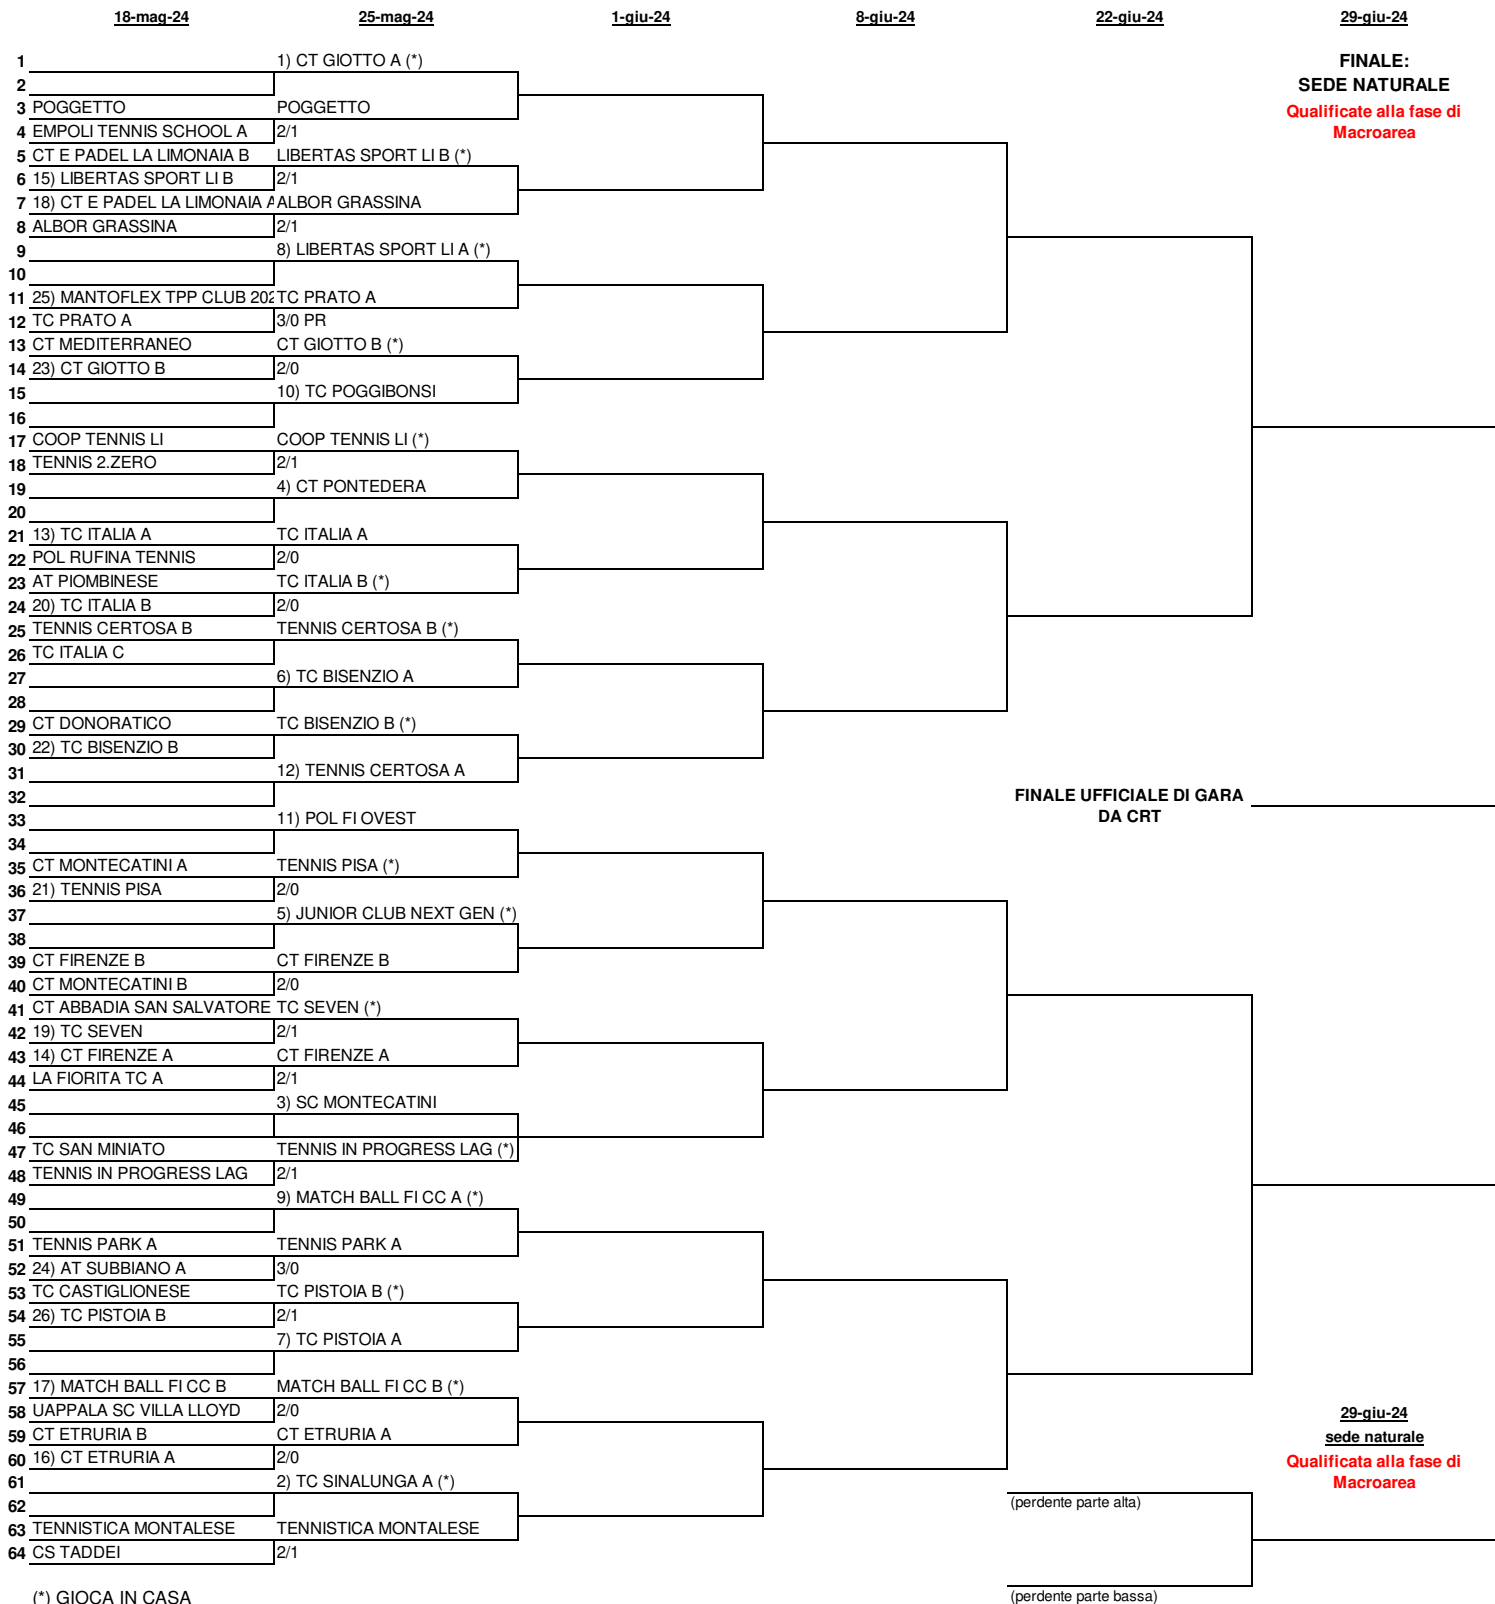 18-mag-24 25-mag-24 1-giu-24 8-giu-24 22-giu-24 29-giu-24
1 1) CT GIOTTO A (*) FINALE:
2 SEDE NATURALE
3 POGGETTO POGGETTO Qualificate alla fase di
4 EMPOLI TENNIS SCHOOL A 2/1 Macroarea
5 CT E PADEL LA LIMONAIA B LIBERTAS SPORT LI B (*)
6 15) LIBERTAS SPORT LI B 2/1
7 18) CT E PADEL LA LIMONAIA A ALBOR GRASSINA
8 ALBOR GRASSINA 2/1
9 8) LIBERTAS SPORT LI A (*)
10
11 25) MANTOFLEX TPP CLUB 202 TC PRATO A
12 TC PRATO A 3/0 PR
13 CT MEDITERRANEO CT GIOTTO B (*)
14 23) CT GIOTTO B 2/0
15 10) TC POGGIBONSI
16
17 COOP TENNIS LI COOP TENNIS LI (*)
18 TENNIS 2.ZERO 2/1
19 4) CT PONTEDERA
20
21 13) TC ITALIA A TC ITALIA A
22 POL RUFINA TENNIS 2/0
23 AT PIOMBINESE TC ITALIA B (*)
24 20) TC ITALIA B 2/0
25 TENNIS CERTOSA B TENNIS CERTOSA B (*)
26 TC ITALIA C
27 6) TC BISENZIO A
28
29 CT DONORATICO TC BISENZIO B (*)
30 22) TC BISENZIO B
31 12) TENNIS CERTOSA A
32 FINALE UFFICIALE DI GARA
33 11) POL FI OVEST DA CRT
34
35 CT MONTECATINI A TENNIS PISA (*)
36 21) TENNIS PISA 2/0
37 5) JUNIOR CLUB NEXT GEN (*)
38
39 CT FIRENZE B CT FIRENZE B
40 CT MONTECATINI B 2/0
41 CT ABBADIA SAN SALVATORE TC SEVEN (*)
42 19) TC SEVEN 2/1
43 14) CT FIRENZE A CT FIRENZE A
44 LA FIORITA TC A 2/1
45 3) SC MONTECATINI
46
47 TC SAN MINIATO TENNIS IN PROGRESS LAG (*)
48 TENNIS IN PROGRESS LAG 2/1
49 9) MATCH BALL FI CC A (*)
50
51 TENNIS PARK A TENNIS PARK A
52 24) AT SUBBIANO A 3/0
53 TC CASTIGLIONESE TC PISTOIA B (*)
54 26) TC PISTOIA B 2/1
55 7) TC PISTOIA A
56
57 17) MATCH BALL FI CC B MATCH BALL FI CC B (*)
58 UAPPALA SC VILLA LLOYD 2/0 29-giu-24
59 CT ETRURIA B CT ETRURIA A sede naturale
60 16) CT ETRURIA A 2/0 Qualificata alla fase di
61 2) TC SINALUNGA A (*) Macroarea
62 (perdente parte alta)
63 TENNISTICA MONTALESE TENNISTICA MONTALESE
64 CS TADDEI 2/1
(*) GIOCA IN CASA (perdente parte bassa)